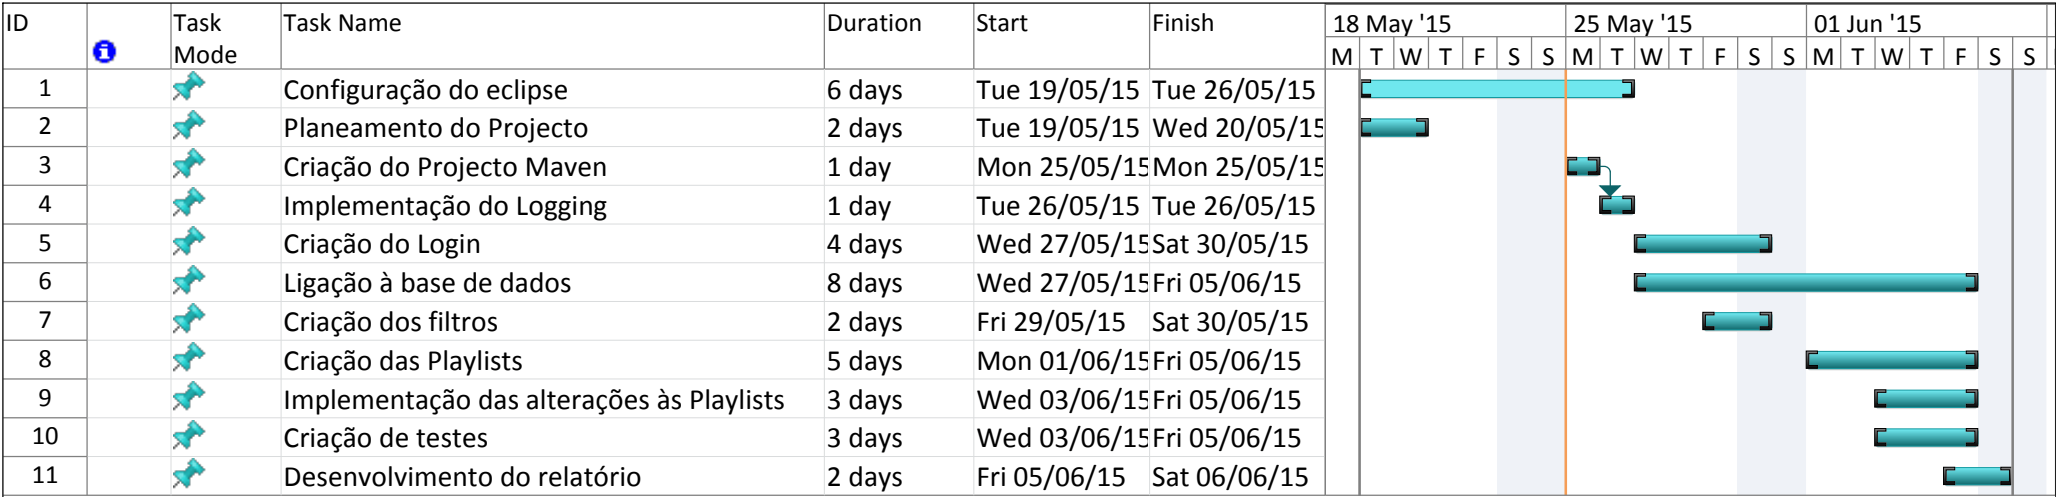 ID Task Mode Task Name Duration Start Finish 18 May '15 25 May '15 01 Jun '15
M T W T F S S M T W T F S S M T W T F S S
1 Configuração do eclipse 6 days Tue 19/05/15 Tue 26/05/15
2 Planeamento do Projecto 2 days Tue 19/05/15 Wed 20/05/15
3 Criação do Projecto Maven 1 day Mon 25/05/15 Mon 25/05/15
4 Implementação do Logging 1 day Tue 26/05/15 Tue 26/05/15
5 Criação do Login 4 days Wed 27/05/15 Sat 30/05/15
6 Ligação à base de dados 8 days Wed 27/05/15 Fri 05/06/15
7 Criação dos filtros 2 days Fri 29/05/15 Sat 30/05/15
8 Criação das Playlists 5 days Mon 01/06/15 Fri 05/06/15
9 Implementação das alterações às Playlists 3 days Wed 03/06/15 Fri 05/06/15
10 Criação de testes 3 days Wed 03/06/15 Fri 05/06/15
11 Desenvolvimento do relatório 2 days Fri 05/06/15 Sat 06/06/15